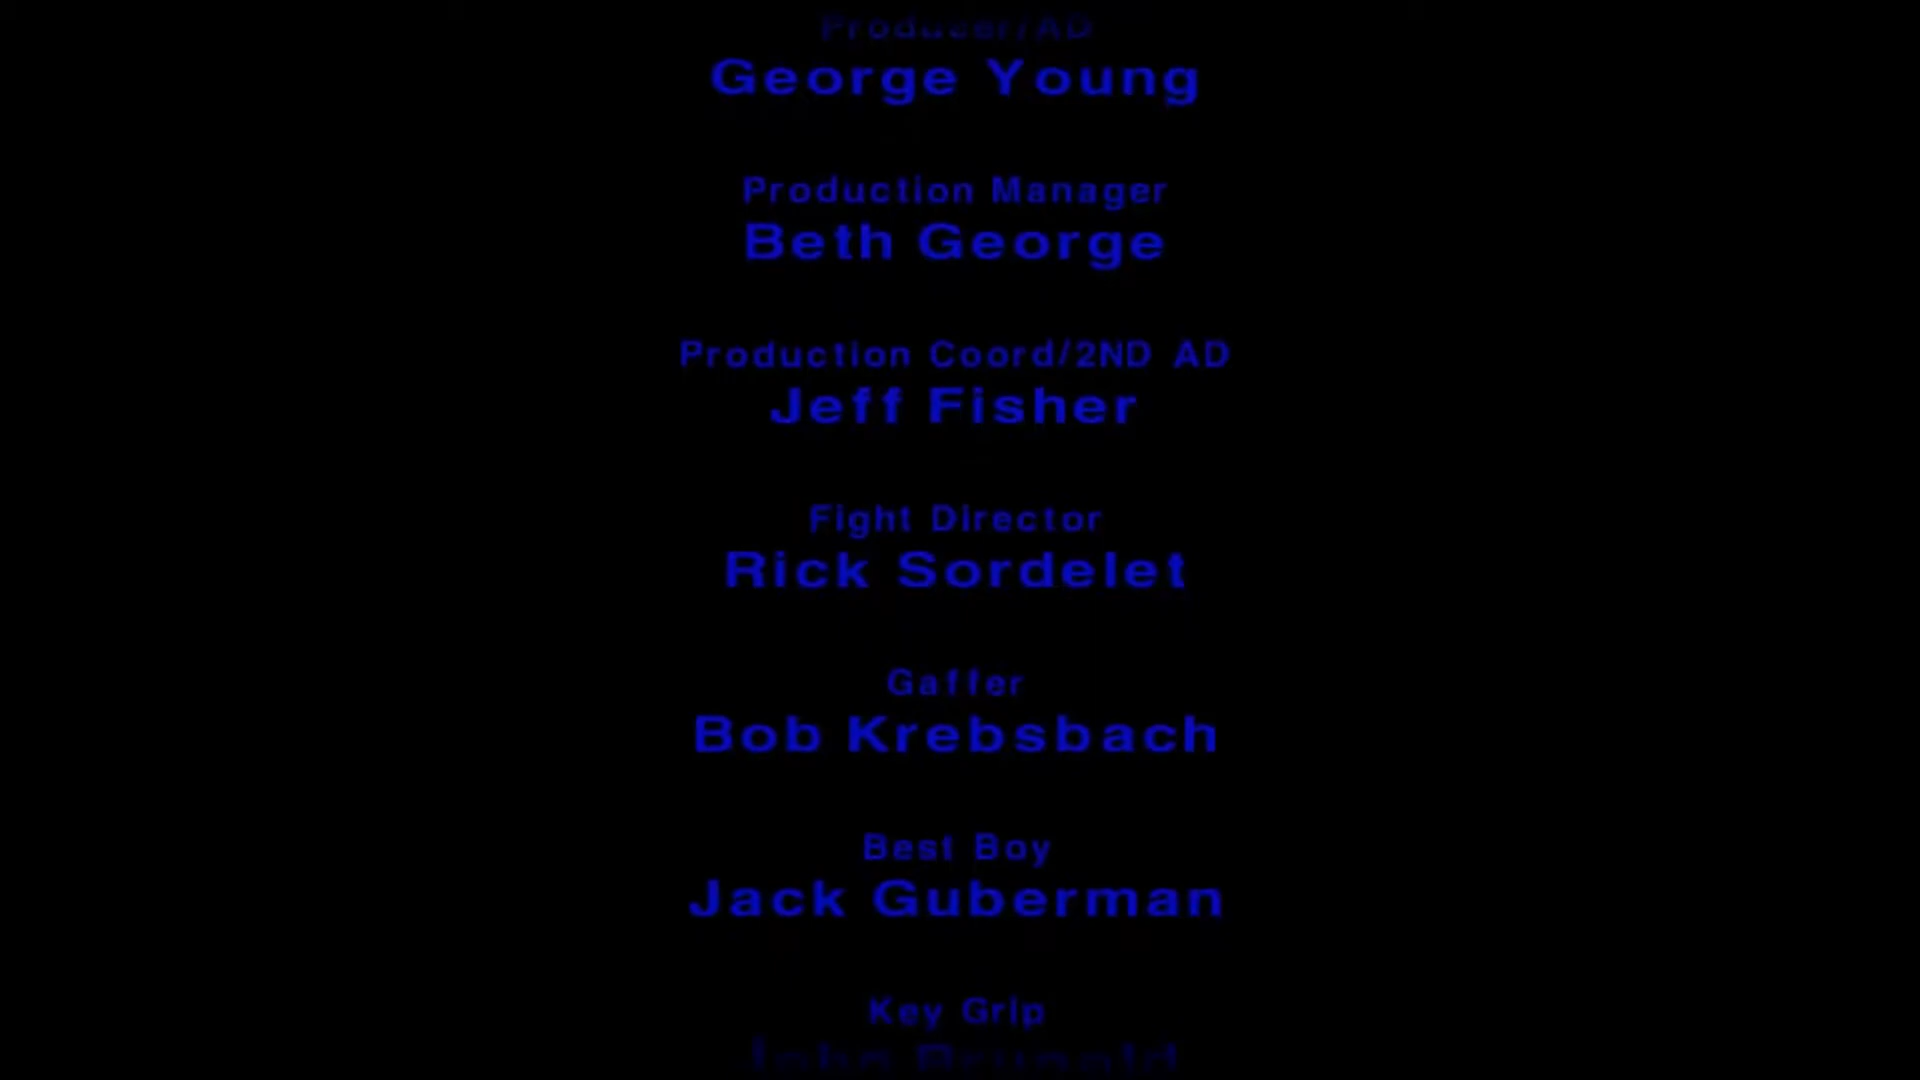 Producer/AD
George Young
Production Manager
Beth George
Production Coord/2ND AD
Jeff Fisher
Fight Director
Rick Sordelet
Gaffer
Bob Krebsbach
Best Boy
Jack Guberman
Key Grip
John